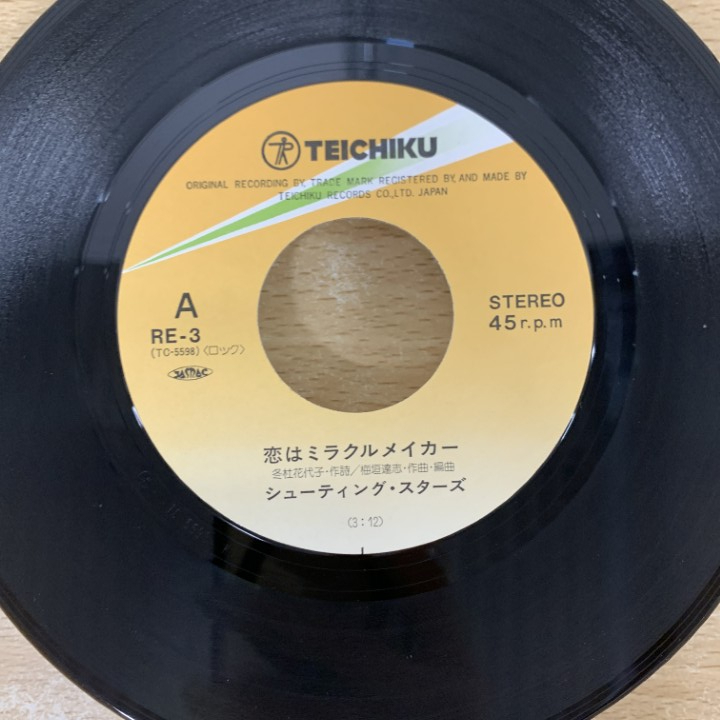 TEICHIKU
ORIGINAL RECORDING BY, TRADE MARK REGISTERED BY, AND MADE BY
TEICHIKU RECORDS CO., LTD. JAPAN
A
RE-3
(TC-5598)〈ロック〉
JASRAC
STEREO
45 r.p.m
恋はミラクルメイカー
冬杜花代子・作詩/梅垣達志・作曲・編曲
シューティング・スターズ
(3:12)